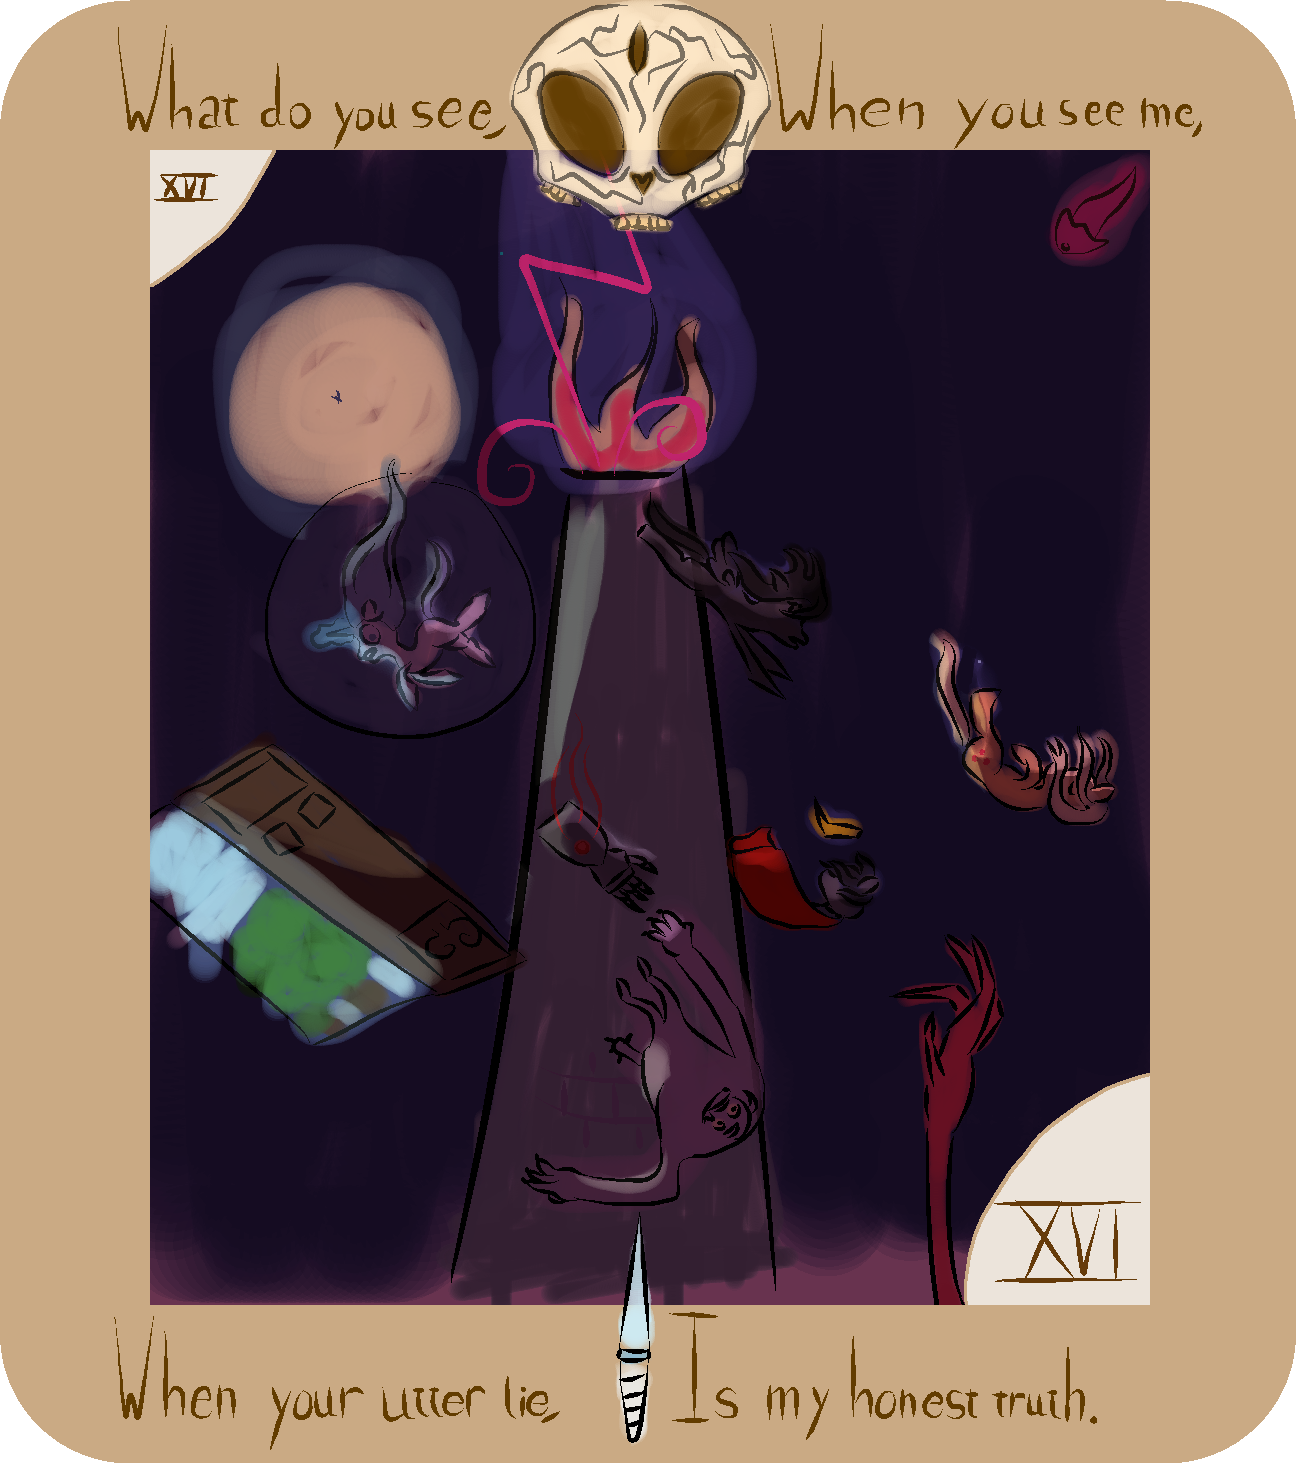 What do you see, When you see me,
XVI
XVI
When your utter lie, Is my honest truth.